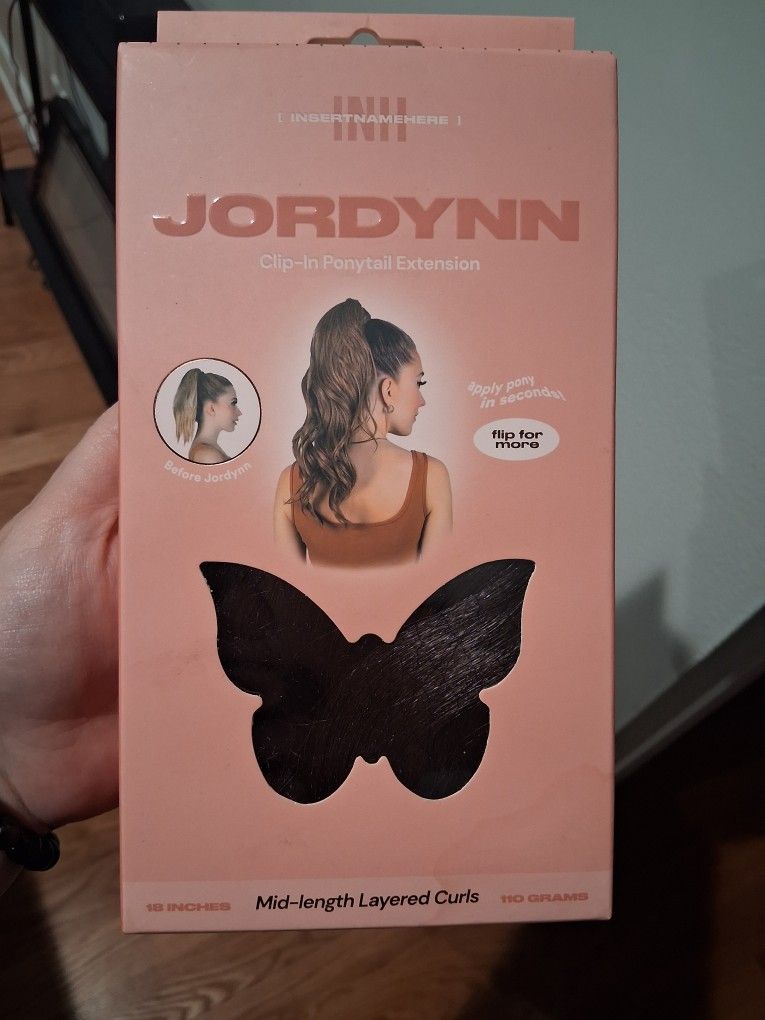 INH
[ INSERTNAMEHERE ]
JORDYNN
Clip-In Ponytail Extension
apply pony
in seconds!
flip for
more
Before Jordynn
18 INCHES Mid-length Layered Curls 110 GRAMS